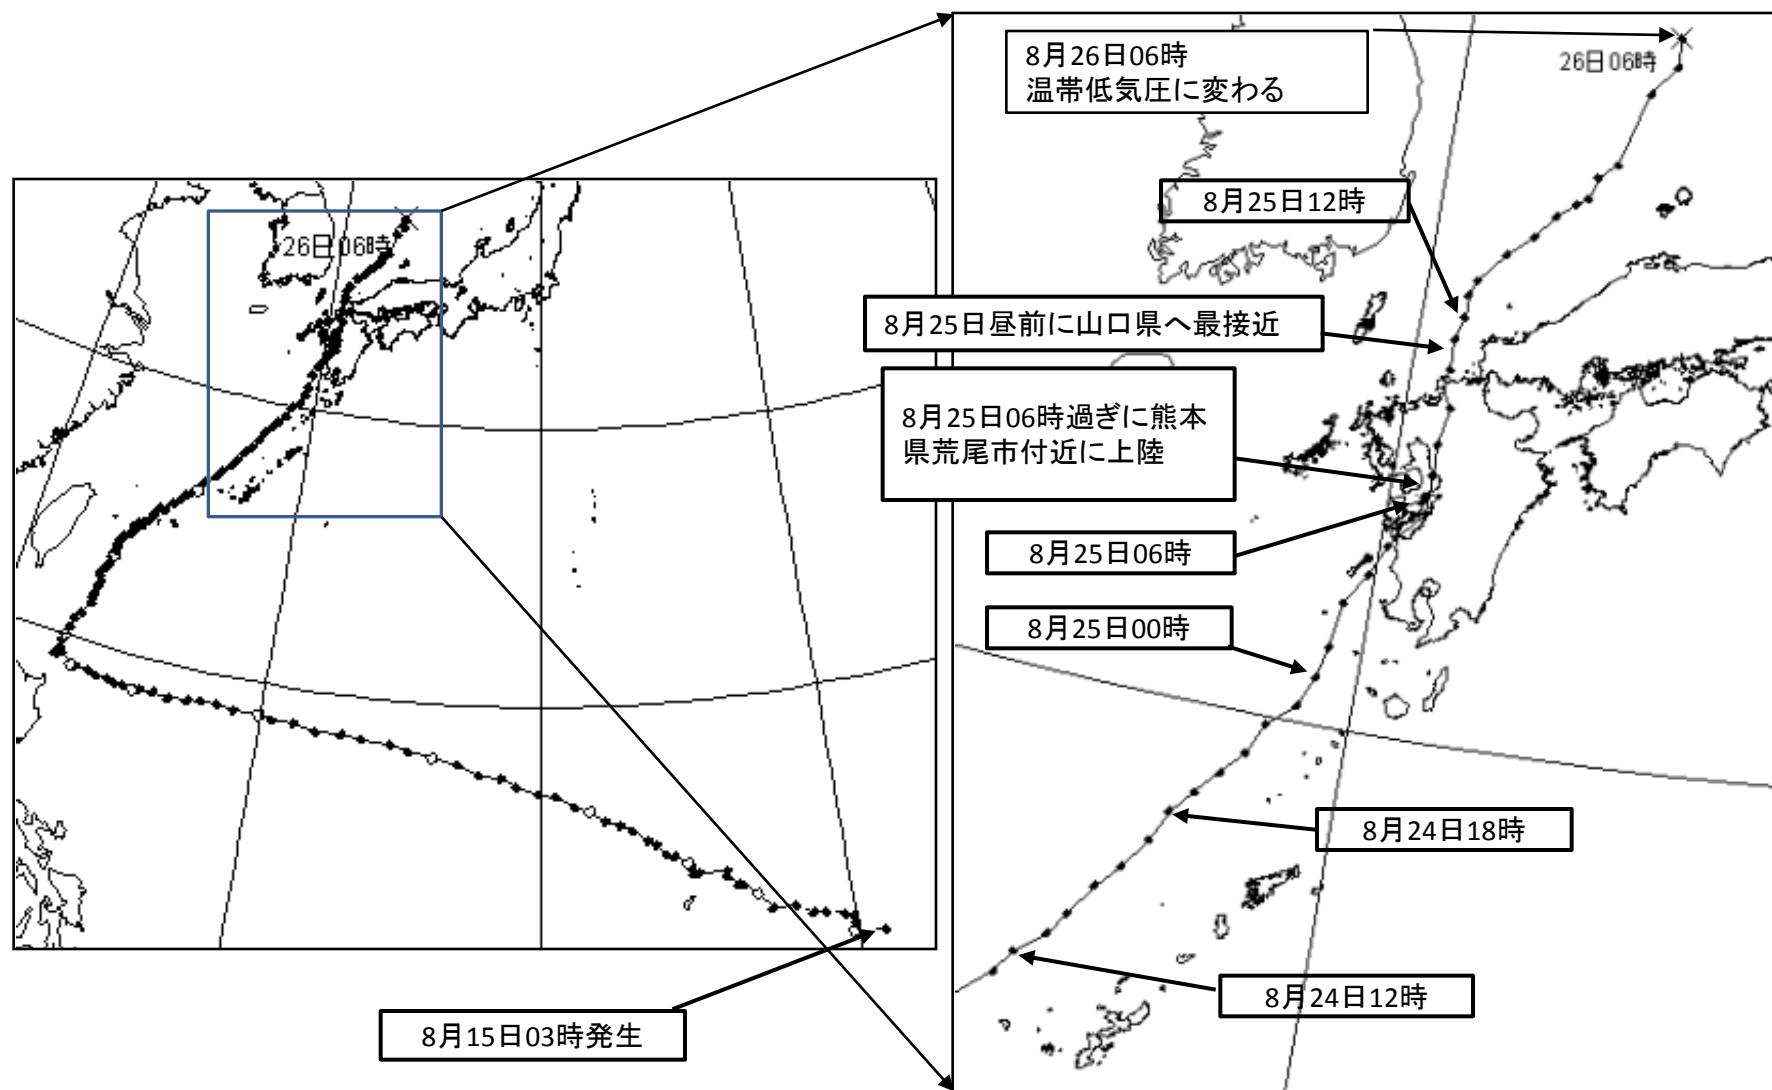 8月26日06時
温帯低気圧に変わる
26日06時
8月25日12時
26日06時
8月25日昼前に山口県へ最接近
8月25日06時過ぎに熊本
県荒尾市付近に上陸
8月25日06時
8月25日00時
8月24日18時
8月24日12時
8月15日03時発生